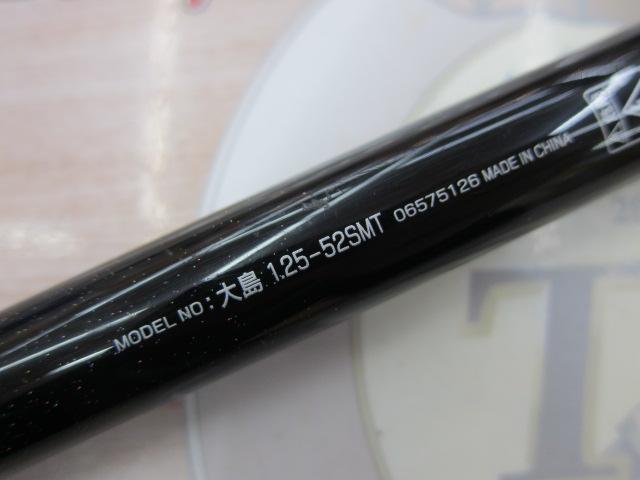 MODEL NO : 大島 1.25-52SMT 06575126 MADE IN CHINA